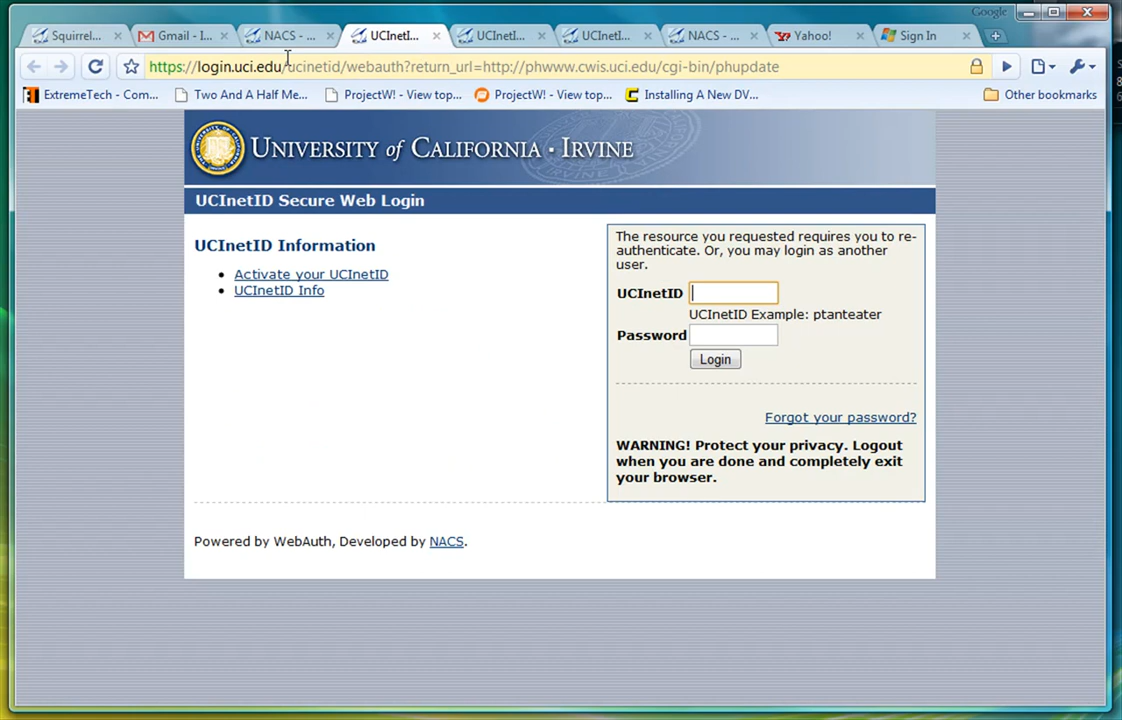 Google
Squirrel...
Gmail - I...
NACS - ...
UCInetI...
UCInetI...
UCInetI...
NACS - ...
Yahoo!
Sign In
https://login.uci.edu/ucinetid/webauth?return_url=http://phwww.cwis.uci.edu/cgi-bin/phupdate
ExtremeTech - Com...
Two And A Half Me...
ProjectW! - View top...
ProjectW! - View top...
Installing A New DV...
Other bookmarks
UNIVERSITY of CALIFORNIA · IRVINE
UCInetID Secure Web Login
UCInetID Information
Activate your UCInetID
UCInetID Info
The resource you requested requires you to re-
authenticate. Or, you may login as another
user.
UCInetID
UCInetID Example: ptanteater
Password
Login
Forgot your password?
WARNING! Protect your privacy. Logout
when you are done and completely exit
your browser.
Powered by WebAuth, Developed by NACS.